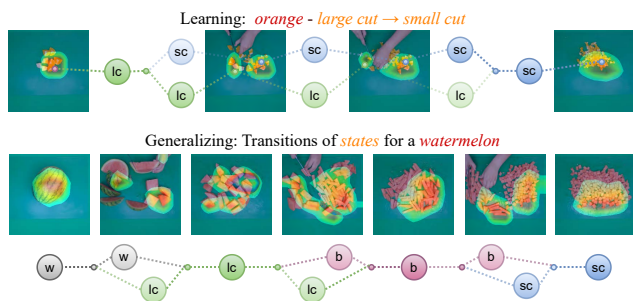 Learning: orange - large cut → small cut
sc sc sc
lc sc
lc lc lc
Generalizing: Transitions of states for a watermelon
w b b
w lc b sc
lc lc sc